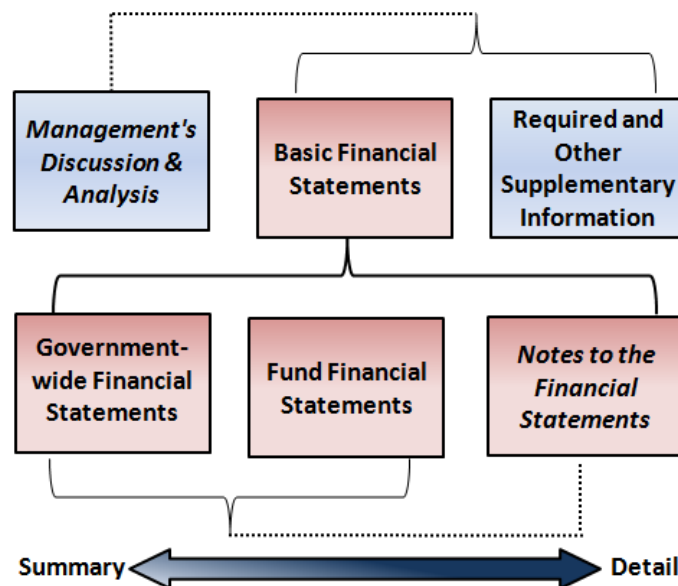 Management's
Discussion &
Analysis
Basic Financial
Statements
Required and
Other
Supplementary
Information
Government-
wide Financial
Statements
Fund Financial
Statements
Notes to the
Financial
Statements
Summary
Detail